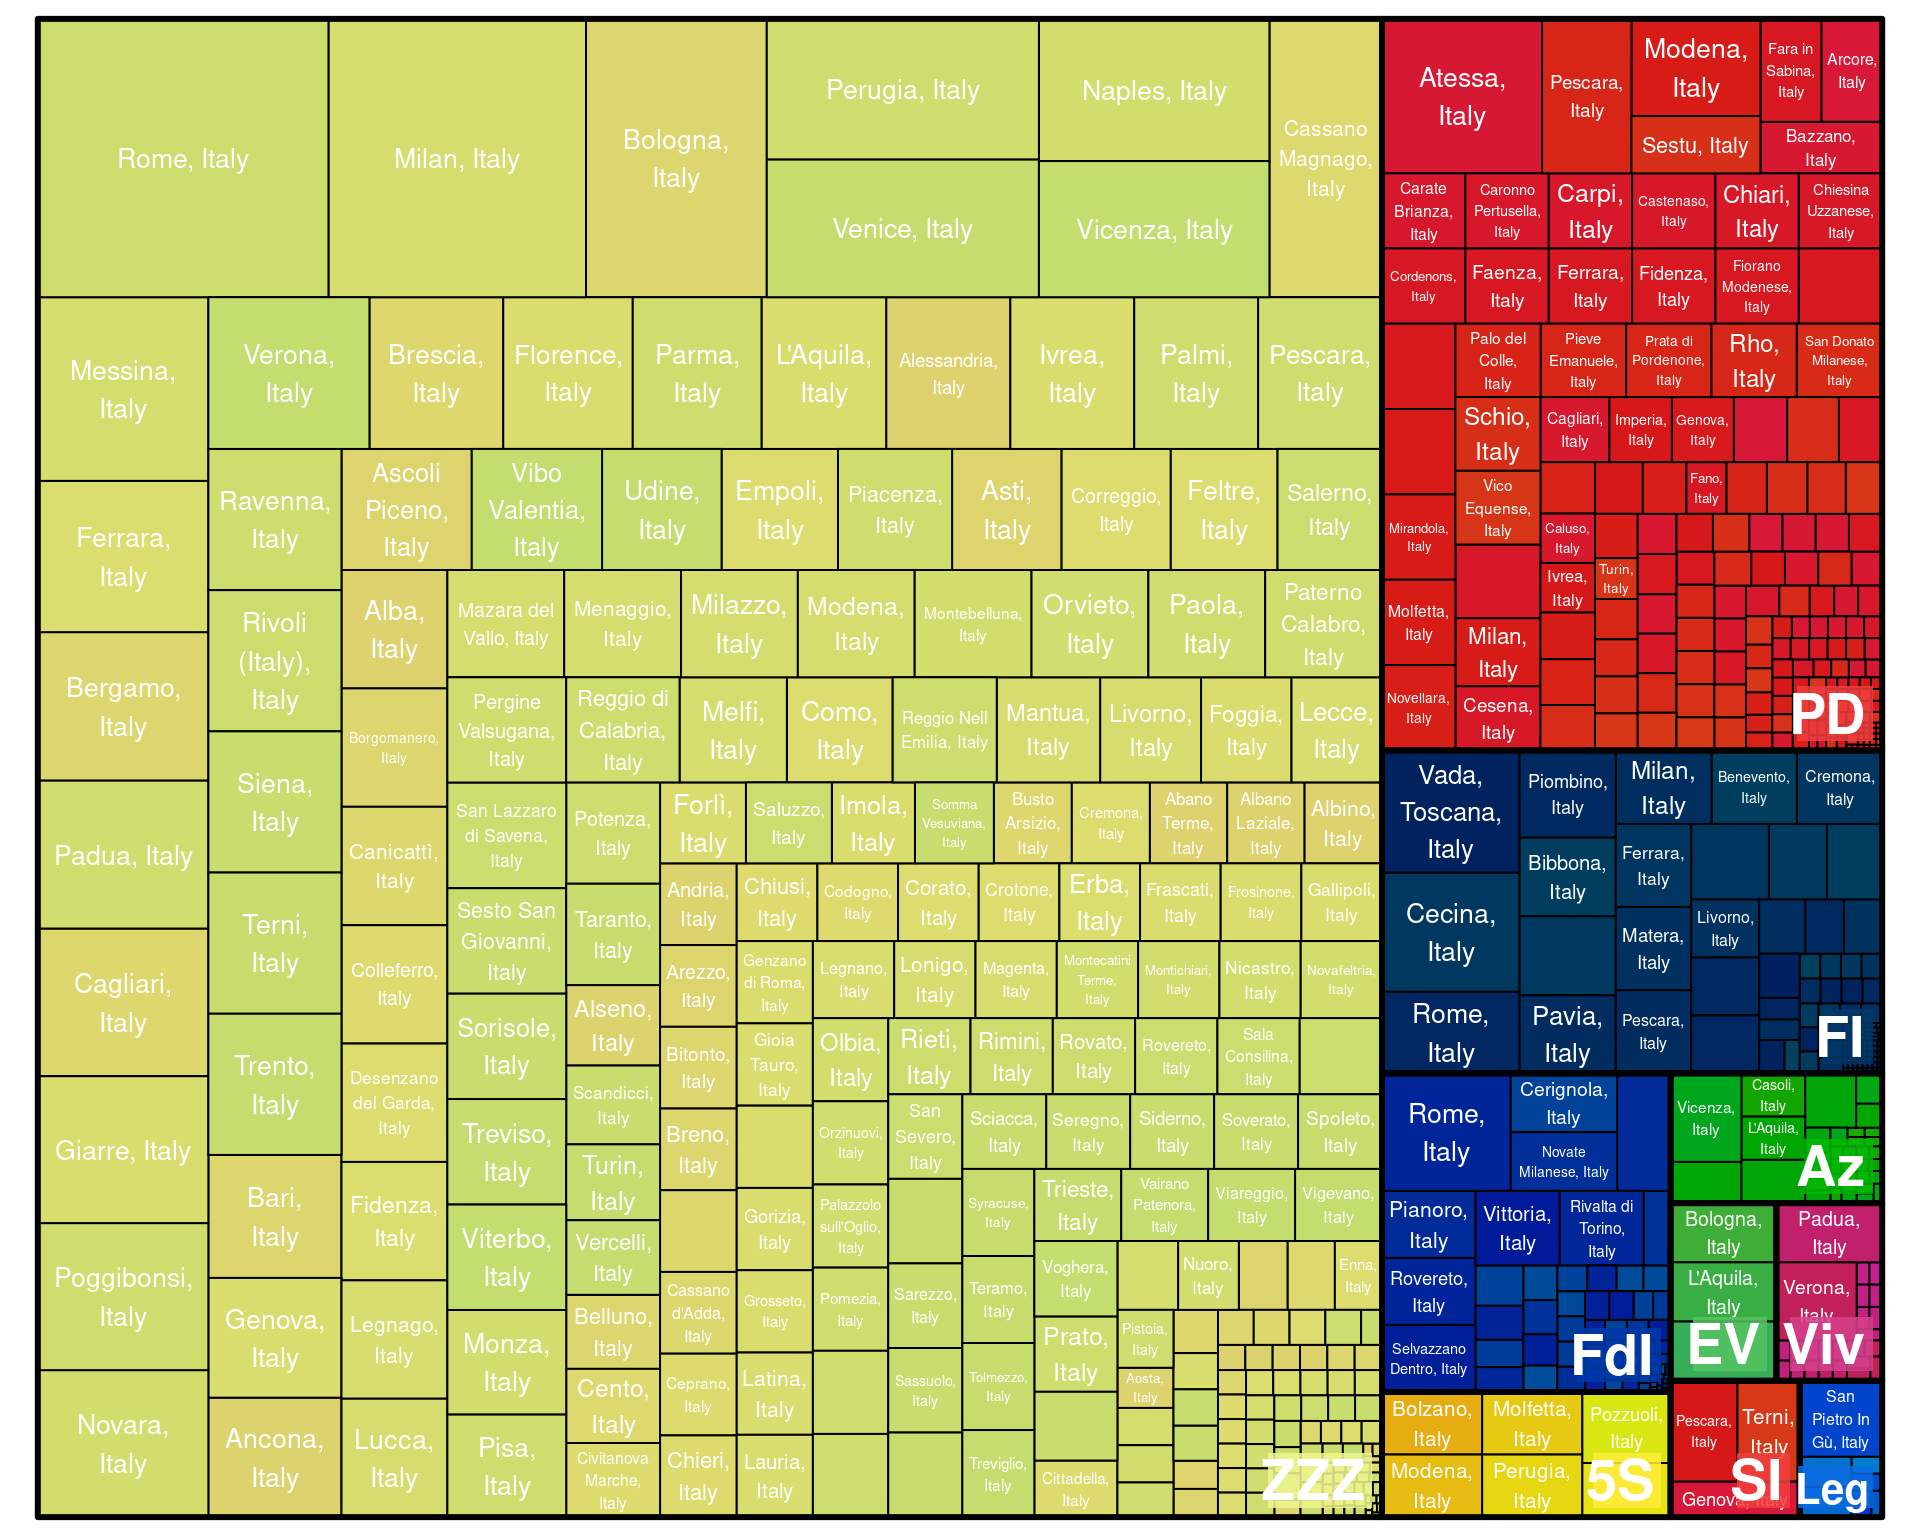 Rome, Italy
Milan, Italy
Bologna,
Italy
Perugia, Italy
Naples, Italy
Venice, Italy
Vicenza, Italy
Cassano
Magnago,
Italy
Messina,
Italy
Verona,
Italy
Brescia,
Italy
Florence,
Italy
Parma,
Italy
L'Aquila,
Italy
Alessandria,
Italy
Ivrea,
Italy
Palmi,
Italy
Pescara,
Italy
Ferrara,
Italy
Ravenna,
Italy
Ascoli
Piceno,
Italy
Vibo
Valentia,
Italy
Udine,
Italy
Empoli,
Italy
Piacenza,
Italy
Asti,
Italy
Correggio,
Italy
Feltre,
Italy
Salerno,
Italy
Bergamo,
Italy
Rivoli
(Italy),
Italy
Alba,
Italy
Mazara del
Vallo, Italy
Menaggio,
Italy
Milazzo,
Italy
Modena,
Italy
Montebelluna,
Italy
Orvieto,
Italy
Paola,
Italy
Paterno
Calabro,
Italy
Borgomanero,
Italy
Pergine
Valsugana,
Italy
Reggio di
Calabria,
Italy
Melfi,
Italy
Como,
Italy
Reggio Nell
Emilia, Italy
Mantua,
Italy
Livorno,
Italy
Foggia,
Italy
Lecce,
Italy
Padua, Italy
Siena,
Italy
Canicattì,
Italy
San Lazzaro
di Savena,
Italy
Potenza,
Italy
Forlì,
Italy
Saluzzo,
Italy
Imola,
Italy
Somma
Vesuviana,
Italy
Busto
Arsizio,
Italy
Cremona,
Italy
Abano
Terme,
Italy
Albano
Laziale,
Italy
Albino,
Italy
Cagliari,
Italy
Terni,
Italy
Colleferro,
Italy
Sesto San
Giovanni,
Italy
Taranto,
Italy
Andria,
Italy
Chiusi,
Italy
Codogno,
Italy
Corato,
Italy
Crotone,
Italy
Erba,
Italy
Frascati,
Italy
Frosinone,
Italy
Gallipoli,
Italy
Arezzo,
Italy
Genzano
di Roma,
Italy
Legnano,
Italy
Lonigo,
Italy
Magenta,
Italy
Montecatini
Terme,
Italy
Montichiari,
Italy
Nicastro,
Italy
Novafeltria,
Italy
Giarre, Italy
Trento,
Italy
Desenzano
del Garda,
Italy
Sorisole,
Italy
Alseno,
Italy
Scandicci,
Italy
Bitonto,
Italy
Gioia
Tauro,
Italy
Olbia,
Italy
Rieti,
Italy
Rimini,
Italy
Rovato,
Italy
Rovereto,
Italy
Sala
Consilina,
Italy
Treviso,
Italy
Turin,
Italy
Breno,
Italy
Orzinuovi,
Italy
San
Severo,
Italy
Sciacca,
Italy
Seregno,
Italy
Siderno,
Italy
Soverato,
Italy
Spoleto,
Italy
Poggibonsi,
Italy
Bari,
Italy
Fidenza,
Italy
Viterbo,
Italy
Vercelli,
Italy
Gorizia,
Italy
Palazzolo
sull'Oglio,
Italy
Syracuse,
Italy
Trieste,
Italy
Vairano
Patenora,
Italy
Viareggio,
Italy
Vigevano,
Italy
Genova,
Italy
Legnago,
Italy
Monza,
Italy
Belluno,
Italy
Cassano
d'Adda,
Italy
Grosseto,
Italy
Pomezia,
Italy
Sarezzo,
Italy
Teramo,
Italy
Voghera,
Italy
Nuoro,
Italy
Enna,
Italy
Prato,
Italy
Pistoia,
Italy
Novara,
Italy
Ancona,
Italy
Lucca,
Italy
Pisa,
Italy
Cento,
Italy
Civitanova
Marche,
Italy
Ceprano,
Italy
Chieri,
Italy
Latina,
Italy
Lauria,
Italy
Sassuolo,
Italy
Tolmezzo,
Italy
Treviglio,
Italy
Aosta,
Italy
Cittadella,
Italy
ZZZ
Atessa,
Italy
Pescara,
Italy
Modena,
Italy
Sestu, Italy
Fara in
Sabina,
Italy
Arcore,
Italy
Bazzano,
Italy
Carate
Brianza,
Italy
Caronno
Pertusella,
Italy
Carpi,
Italy
Castenaso,
Italy
Chiari,
Italy
Chiesina
Uzzanese,
Italy
Cordenons,
Italy
Faenza,
Italy
Ferrara,
Italy
Fidenza,
Italy
Fiorano
Modenese,
Italy
Palo del
Colle,
Italy
Pieve
Emanuele,
Italy
Prata di
Pordenone,
Italy
Rho,
Italy
San Donato
Milanese,
Italy
Schio,
Italy
Cagliari,
Italy
Imperia,
Italy
Genova,
Italy
Vico
Equense,
Italy
Fano,
Italy
Mirandola,
Italy
Caluso,
Italy
Ivrea,
Italy
Turin,
Italy
Molfetta,
Italy
Milan,
Italy
Novellara,
Italy
Cesena,
Italy
PD
Vada,
Toscana,
Italy
Piombino,
Italy
Milan,
Italy
Benevento,
Italy
Cremona,
Italy
Bibbona,
Italy
Ferrara,
Italy
Cecina,
Italy
Matera,
Italy
Livorno,
Italy
Rome,
Italy
Pavia,
Italy
Pescara,
Italy
FI
Rome,
Italy
Cerignola,
Italy
Novate
Milanese, Italy
Pianoro,
Italy
Vittoria,
Italy
Rivalta di
Torino,
Italy
Rovereto,
Italy
Selvazzano
Dentro, Italy
FdI
Vicenza,
Italy
Casoli,
Italy
L'Aquila,
Italy
Az
Bologna,
Italy
L'Aquila,
Italy
EV
Padua,
Italy
Verona,
Italy
Viv
Bolzano,
Italy
Molfetta,
Italy
Pozzuoli,
Italy
Modena,
Italy
Perugia,
Italy
5S
Pescara,
Italy
Terni,
Italy
Genova, Italy
SI
San
Pietro In
Gù, Italy
Leg